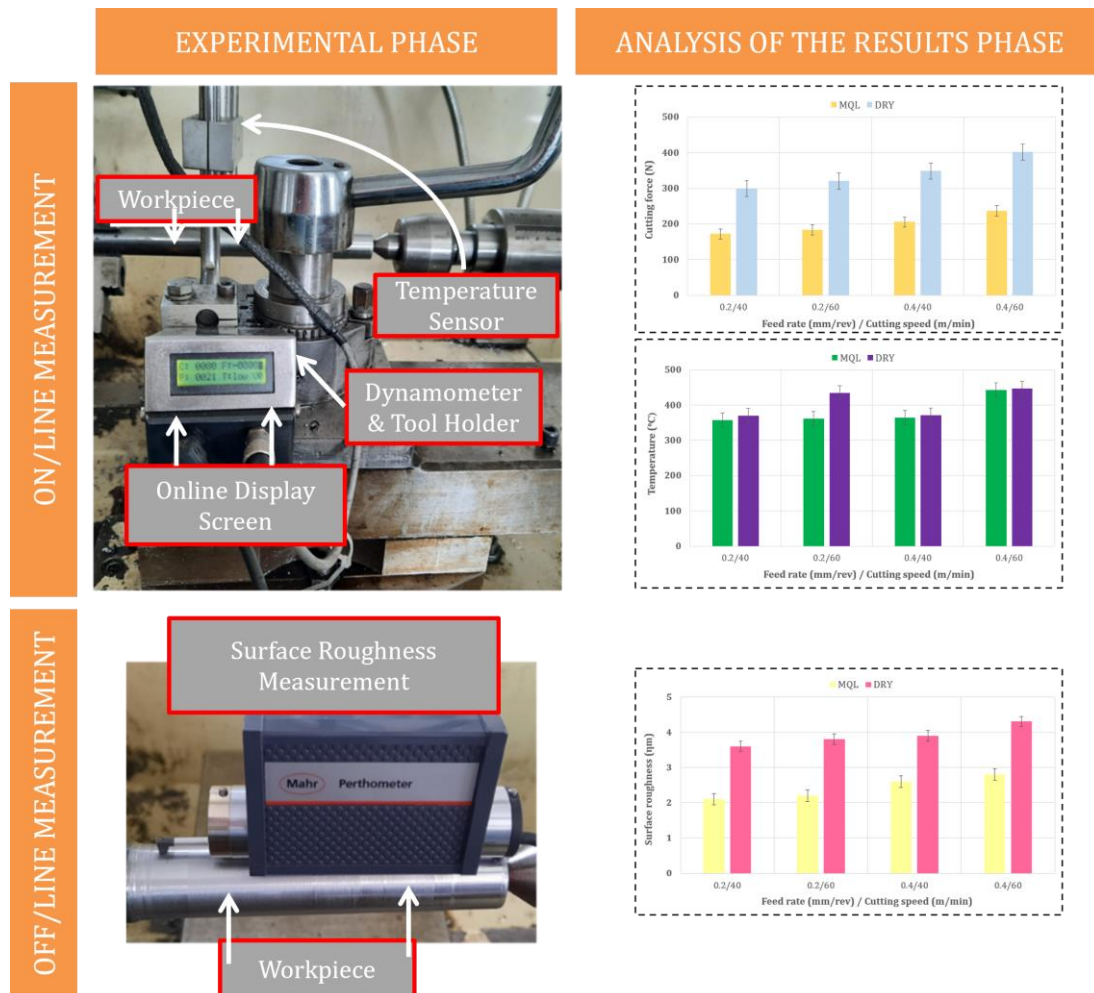 EXPERIMENTAL PHASE
ANALYSIS OF THE RESULTS PHASE
ON/LINE MEASUREMENT
Workpiece
Temperature
Sensor
Dynamometer
& Tool Holder
Online Display
Screen
MQL DRY
500
400
300
200
100
0
Cutting force (N)
0.2/40 0.2/60 0.4/40 0.4/60
Feed rate (mm/rev) / Cutting speed (m/min)
MQL DRY
500
400
300
200
100
0
Temperature (°C)
0.2/40 0.2/60 0.4/40 0.4/60
Feed rate (mm/rev) / Cutting speed (m/min)
OFF/LINE MEASUREMENT
Surface Roughness
Measurement
Mahr Perthometer
Workpiece
MQL DRY
5
4
3
2
1
0
Surface roughness (ηm)
0.2/40 0.2/60 0.4/40 0.4/60
Feed rate (mm/rev) / Cutting speed (m/min)